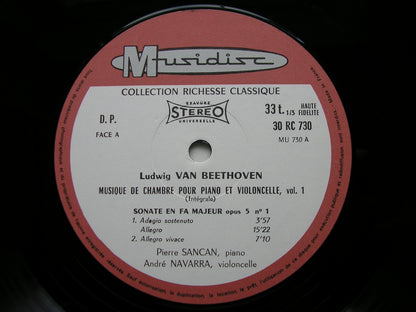 Musidisc
COLLECTION RICHESSE CLASSIQUE
D. P.
FACE A
GRAVURE
STEREO
UNIVERSELLE
33 t. 1/3 HAUTE FIDELITE
30 RC 730
MU 730 A
Ludwig VAN BEETHOVEN
MUSIQUE DE CHAMBRE POUR PIANO ET VIOLONCELLE, vol. 1
(Intégrale)
SONATE EN FA MAJEUR opus 5 n° 1
1. Adagio sostenuto 3'57
Allegro 15'22
2. Allegro vivace 7'10
Pierre SANCAN, piano
André NAVARRA, violoncelle
Made in France